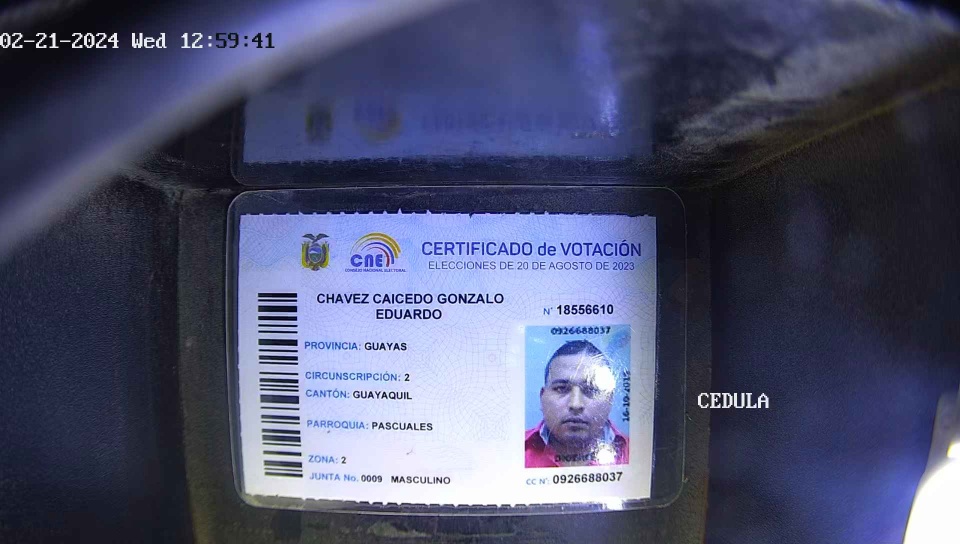 02-21-2024 Wed 12:59:41
CNE
CONSEJO NACIONAL ELECTORAL
CERTIFICADO de VOTACIÓN
ELECCIONES DE 20 DE AGOSTO DE 2023
CHAVEZ CAICEDO GONZALO
EDUARDO
N° 18556610
0926688037
PROVINCIA: GUAYAS
CIRCUNSCRIPCIÓN: 2
CANTÓN: GUAYAQUIL
16-10-2015
CEDULA
PARROQUIA: PASCUALES
ZONA: 2
JUNTA No. 0009 MASCULINO
CC N°: 0926688037